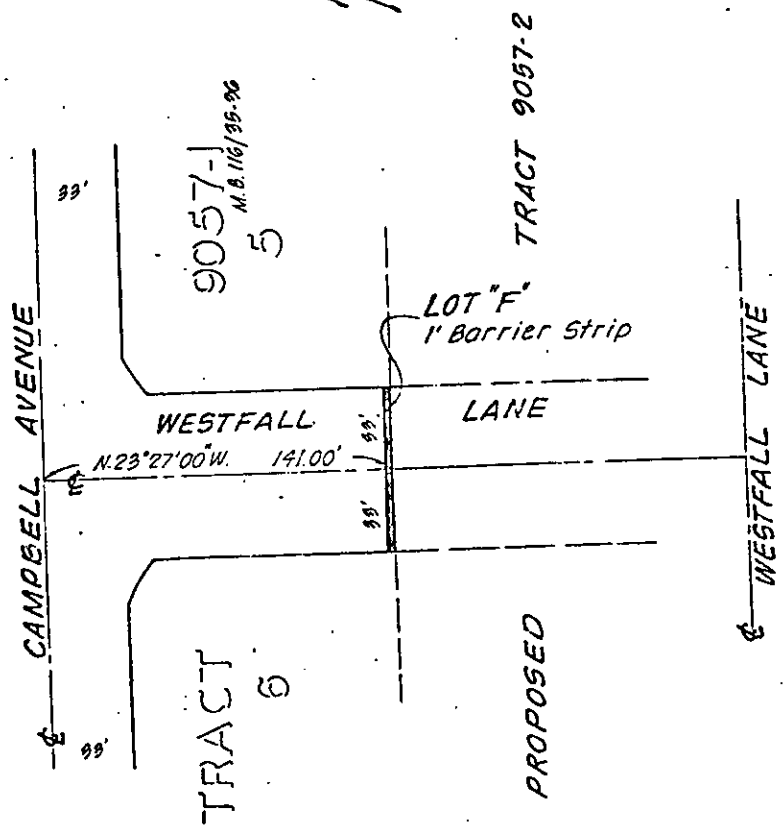 CAMPBELL AVENUE
33'
33'
TRACT 9057-1
M.B. 116/35-36
6
5
WESTFALL LANE
N.23°27'00"W. 141.00'
33'
33'
LOT "F"
1' Barrier Strip
PROPOSED TRACT 9057-2
WESTFALL LANE